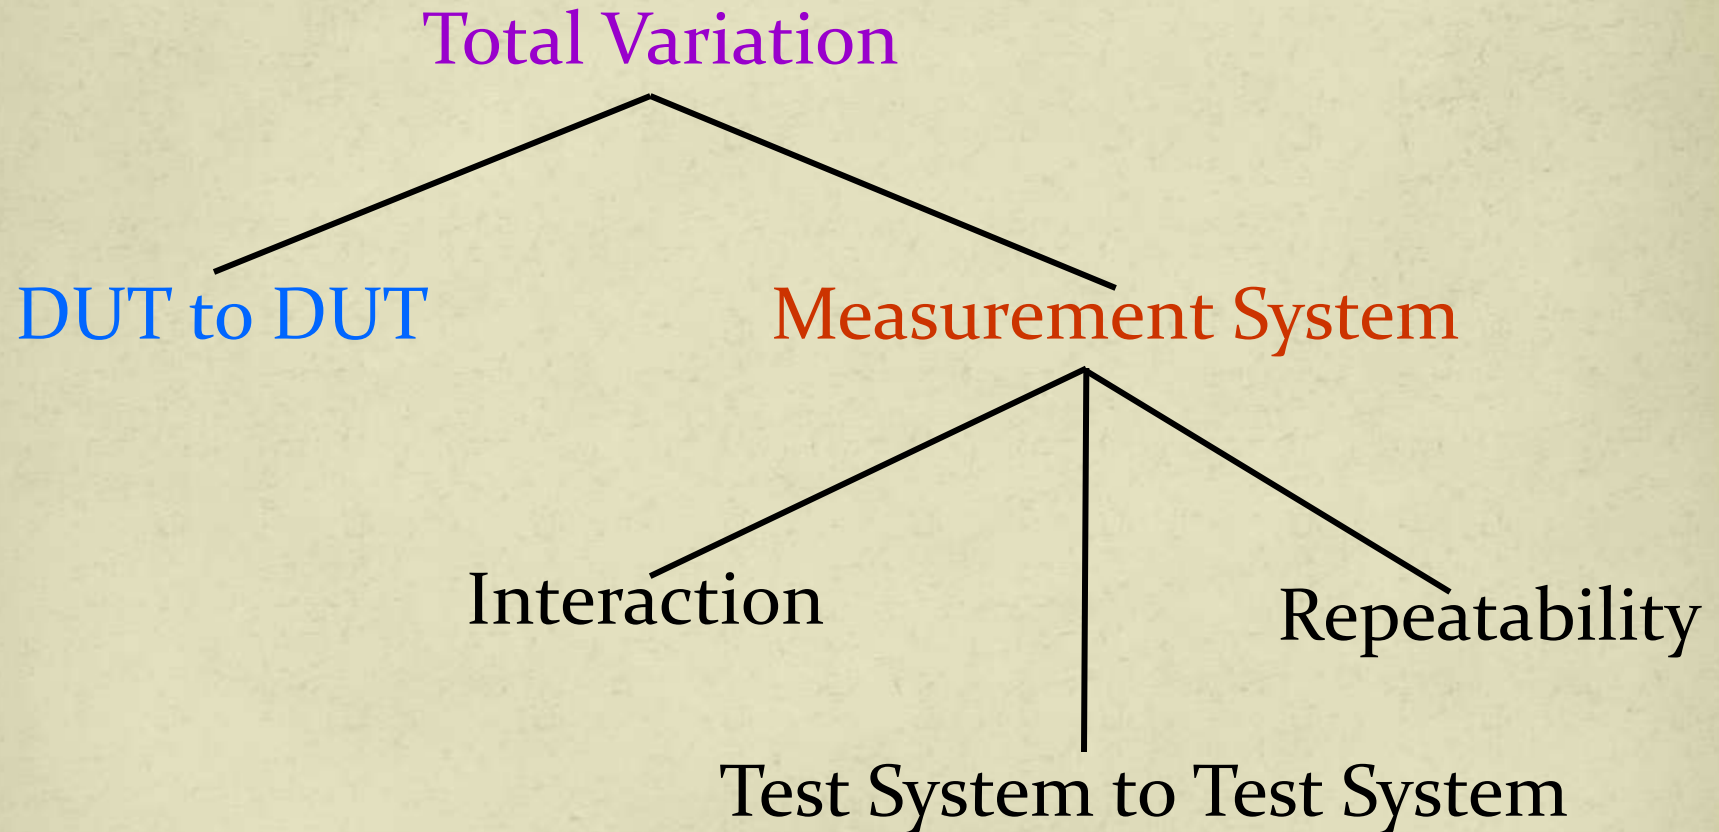 Total Variation
DUT to DUT
Measurement System
Interaction
Repeatability
Test System to Test System